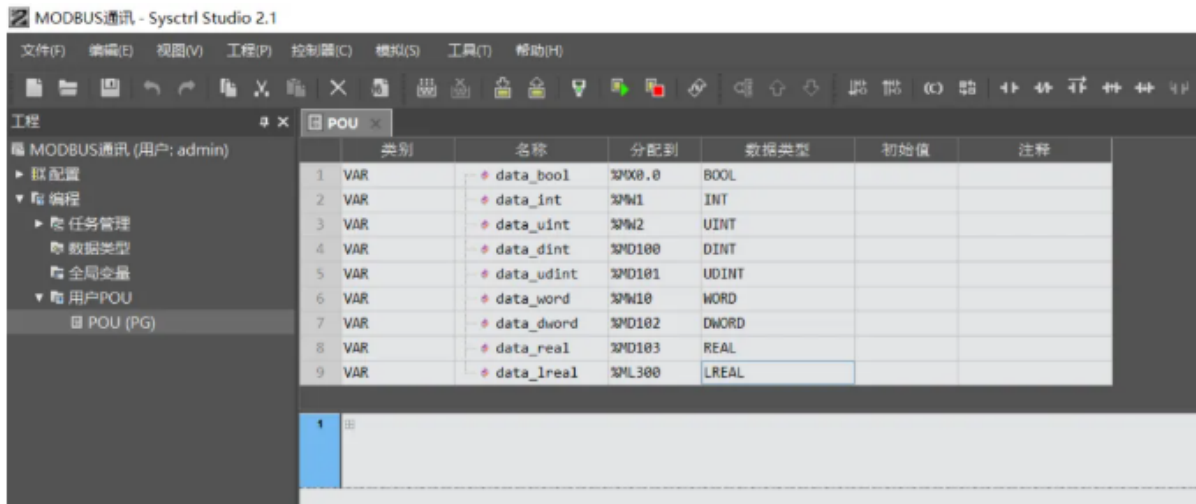 MODBUS通讯 - Sysctrl Studio 2.1
文件(F) 编辑(E) 视图(V) 工程(P) 控制器(C) 模拟(S) 工具(T) 帮助(H)
工程
POU
MODBUS通讯 (用户: admin)
配置
编程
任务管理
数据类型
全局变量
用户POU
POU (PG)
类别 名称 分配到 数据类型 初始值 注释
1 VAR data_bool %MX0.0 BOOL
2 VAR data_int %MW1 INT
3 VAR data_uint %MW2 UINT
4 VAR data_dint %MD100 DINT
5 VAR data_udint %MD101 UDINT
6 VAR data_word %MW10 WORD
7 VAR data_dword %MD102 DWORD
8 VAR data_real %MD103 REAL
9 VAR data_lreal %ML300 LREAL
1